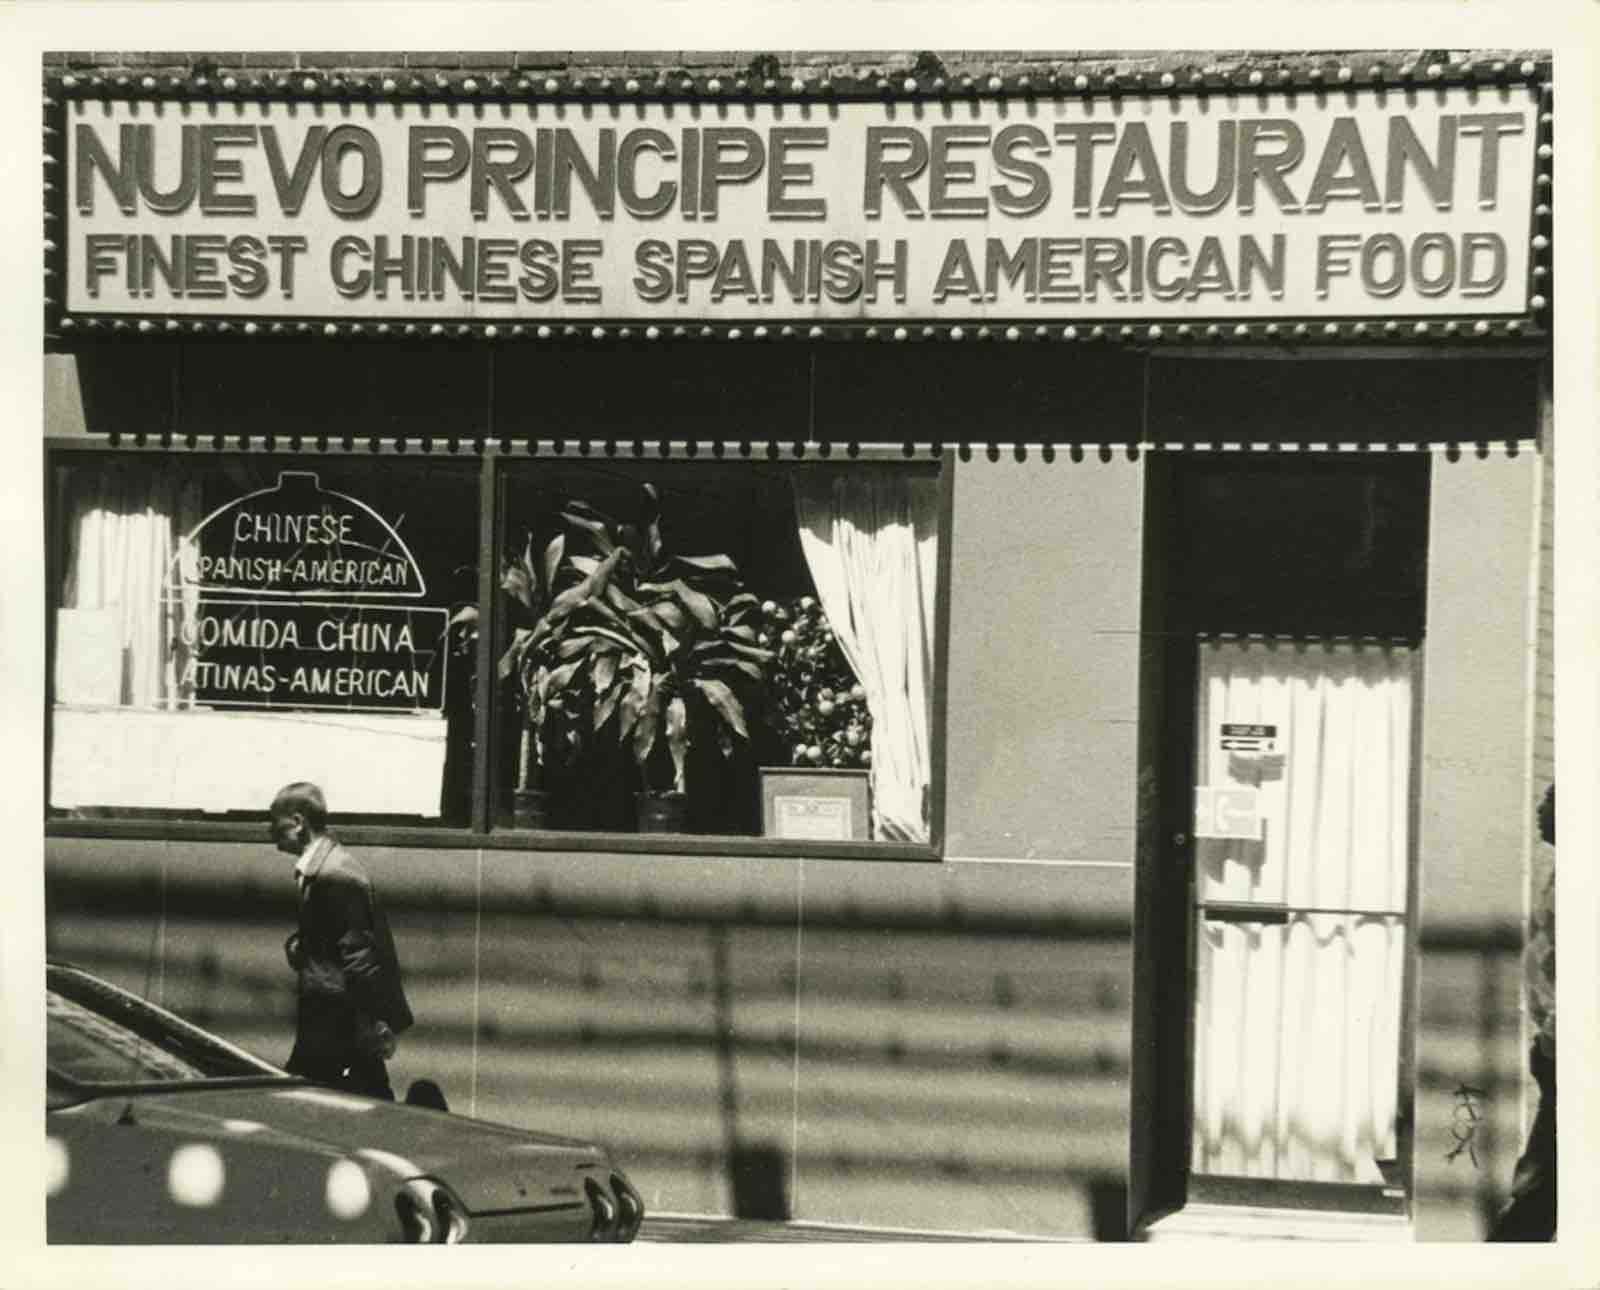 NUEVO PRINCIPE RESTAURANT
FINEST CHINESE SPANISH AMERICAN FOOD
CHINESE
SPANISH-AMERICAN
COMIDA CHINA
LATINAS-AMERICAN